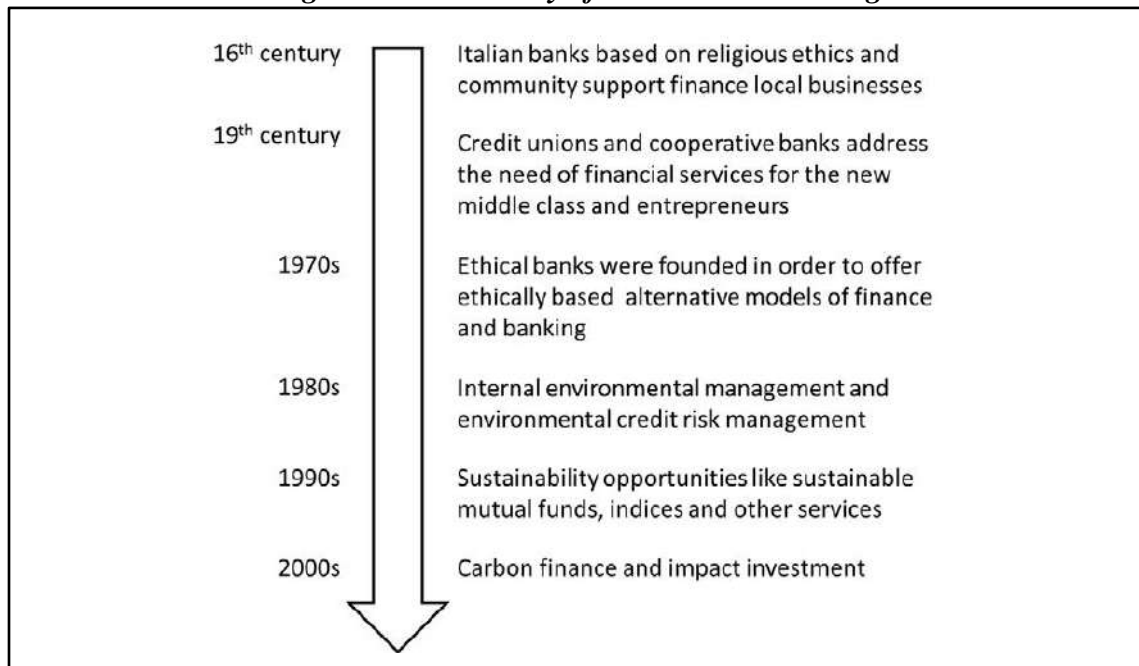 16th century
Italian banks based on religious ethics and
community support finance local businesses
19th century
Credit unions and cooperative banks address
the need of financial services for the new
middle class and entrepreneurs
1970s
Ethical banks were founded in order to offer
ethically based alternative models of finance
and banking
1980s
Internal environmental management and
environmental credit risk management
1990s
Sustainability opportunities like sustainable
mutual funds, indices and other services
2000s
Carbon finance and impact investment